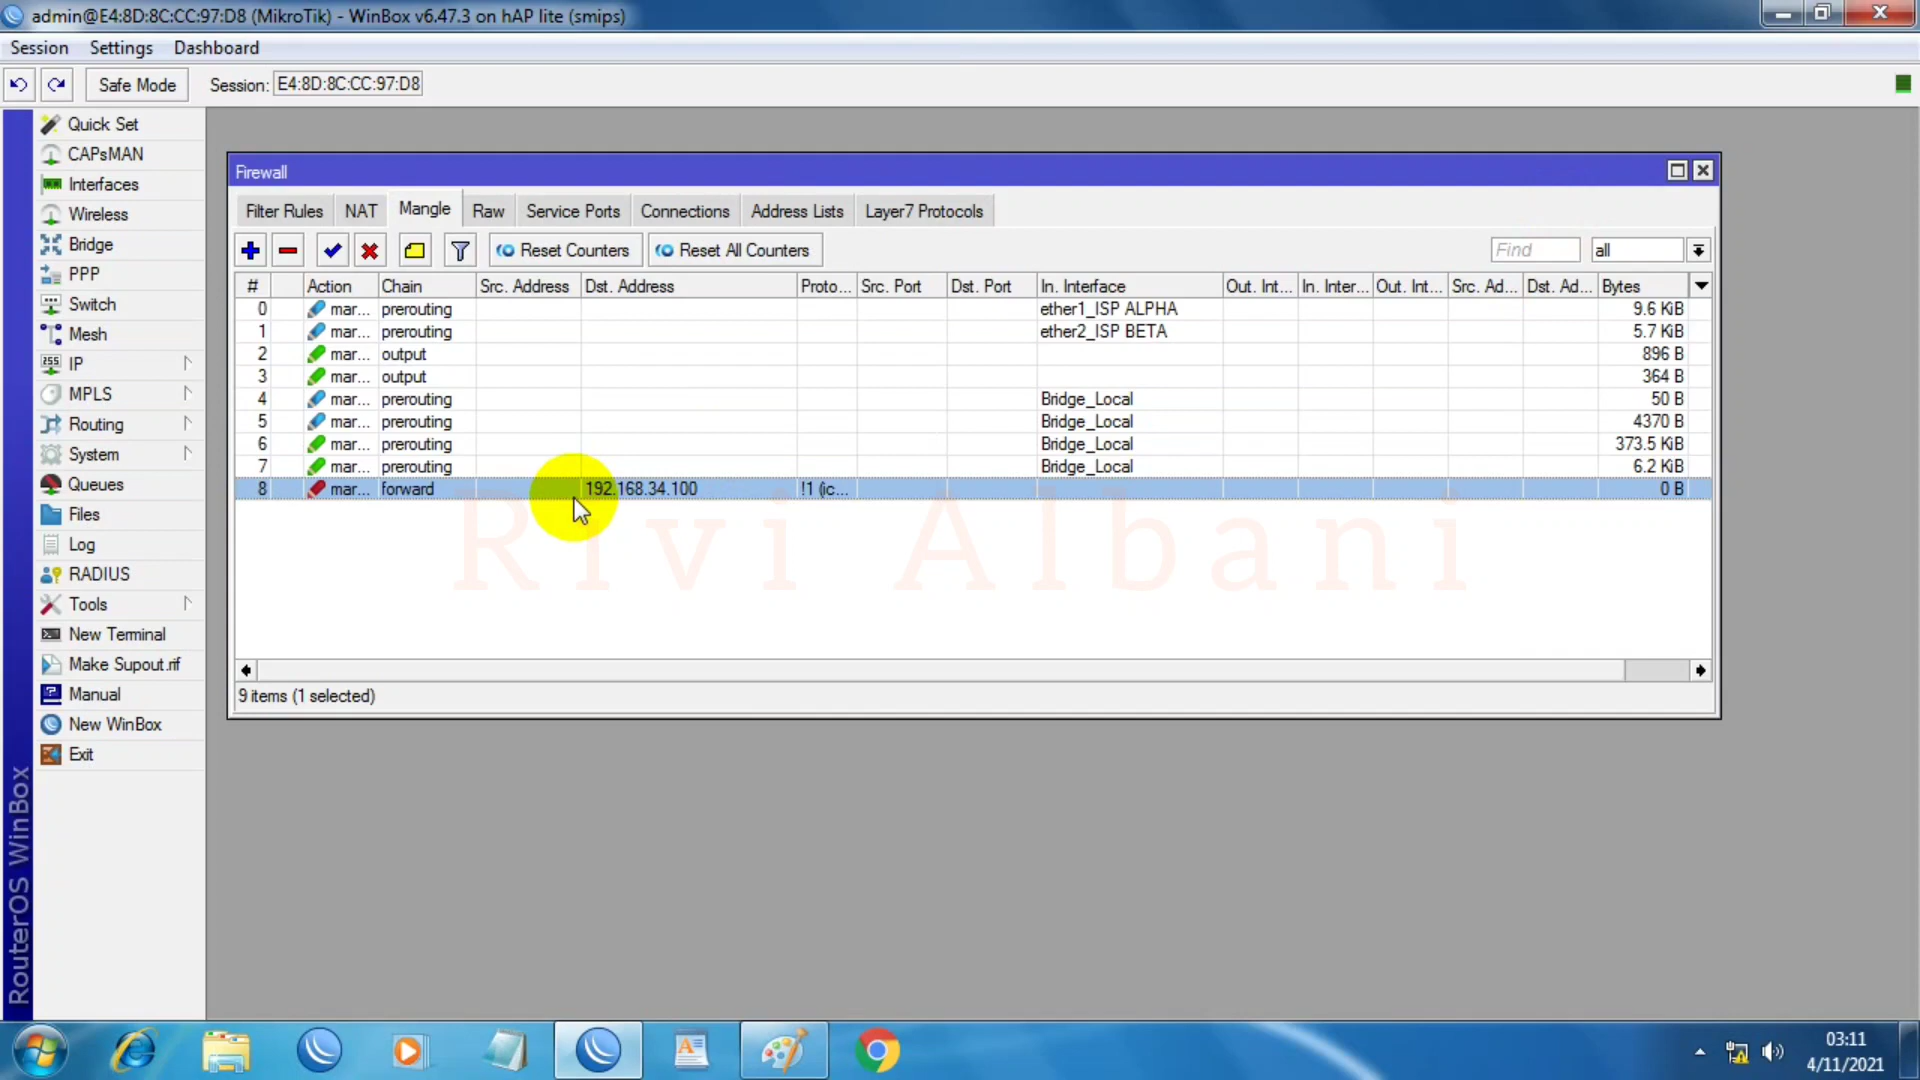 admin@E4:8D:8C:CC:97:D8 (MikroTik) - WinBox v6.47.3 on hAP lite (smips)
Session Settings Dashboard
Safe Mode Session: E4:8D:8C:CC:97:D8
Quick Set
CAPsMAN
Interfaces
Wireless
Bridge
PPP
Switch
Mesh
IP
MPLS
Routing
System
Queues
Files
Log
RADIUS
Tools
New Terminal
Make Supout.rif
Manual
New WinBox
Exit
RouterOS WinBox
Firewall
Filter Rules NAT Mangle Raw Service Ports Connections Address Lists Layer7 Protocols
Reset Counters Reset All Counters Find all
# Action Chain Src. Address Dst. Address Proto... Src. Port Dst. Port In. Interface Out. Int... In. Inter... Out. Int... Src. Ad... Dst. Ad... Bytes
0 mar... prerouting ether1_ISP ALPHA 9.6 KiB
1 mar... prerouting ether2_ISP BETA 5.7 KiB
2 mar... output 896 B
3 mar... output 364 B
4 mar... prerouting Bridge_Local 50 B
5 mar... prerouting Bridge_Local 4370 B
6 mar... prerouting Bridge_Local 373.5 KiB
7 mar... prerouting Bridge_Local 6.2 KiB
8 mar... forward 192.168.34.100 !1 (ic... 0 B
Rivi Albani
9 items (1 selected)
03:11
4/11/2021